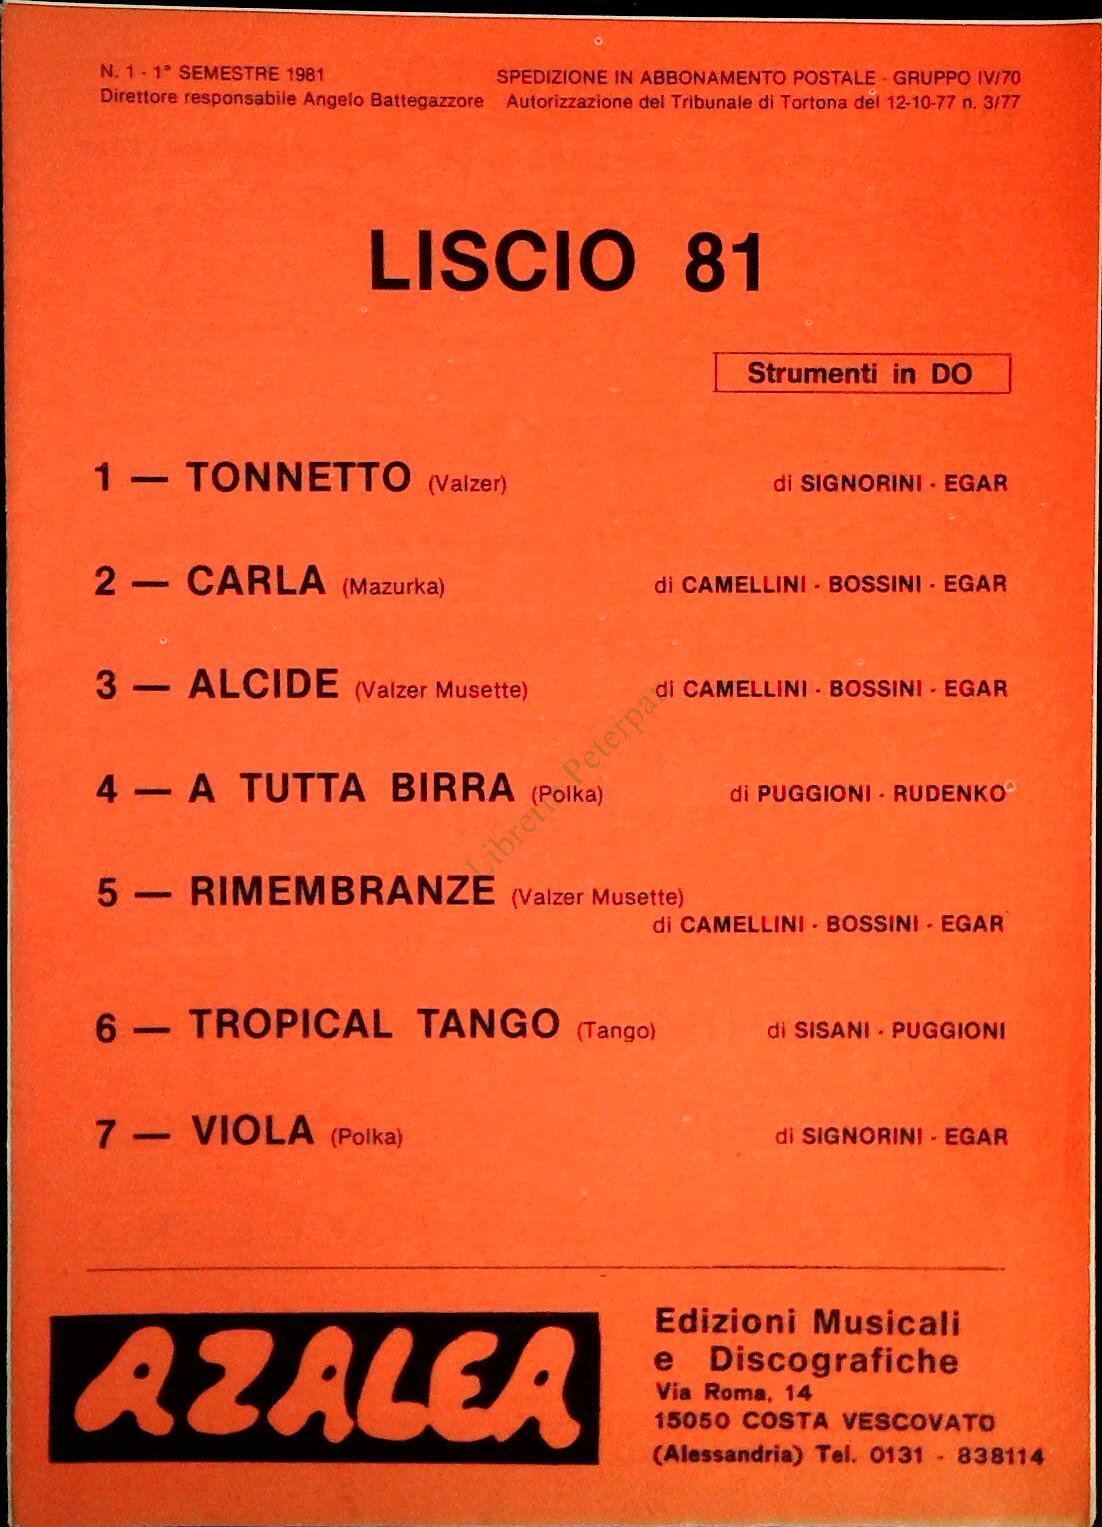 N. 1 - 1° SEMESTRE 1981 SPEDIZIONE IN ABBONAMENTO POSTALE - GRUPPO IV/70
Direttore responsabile Angelo Battegazzore Autorizzazione del Tribunale di Tortona del 12-10-77 n. 3/77
LISCIO 81
Strumenti in DO
1 — TONNETTO (Valzer) di SIGNORINI - EGAR
2 — CARLA (Mazurka) di CAMELLINI - BOSSINI - EGAR
3 — ALCIDE (Valzer Musette) di CAMELLINI - BOSSINI - EGAR
4 — A TUTTA BIRRA (Polka) di PUGGIONI - RUDENKO
5 — RIMEMBRANZE (Valzer Musette)
di CAMELLINI - BOSSINI - EGAR
6 — TROPICAL TANGO (Tango) di SISANI - PUGGIONI
7 — VIOLA (Polka) di SIGNORINI - EGAR
Peterpan
AZALEA
Edizioni Musicali
e Discografiche
Via Roma, 14
15050 COSTA VESCOVATO
(Alessandria) Tel. 0131 - 838114